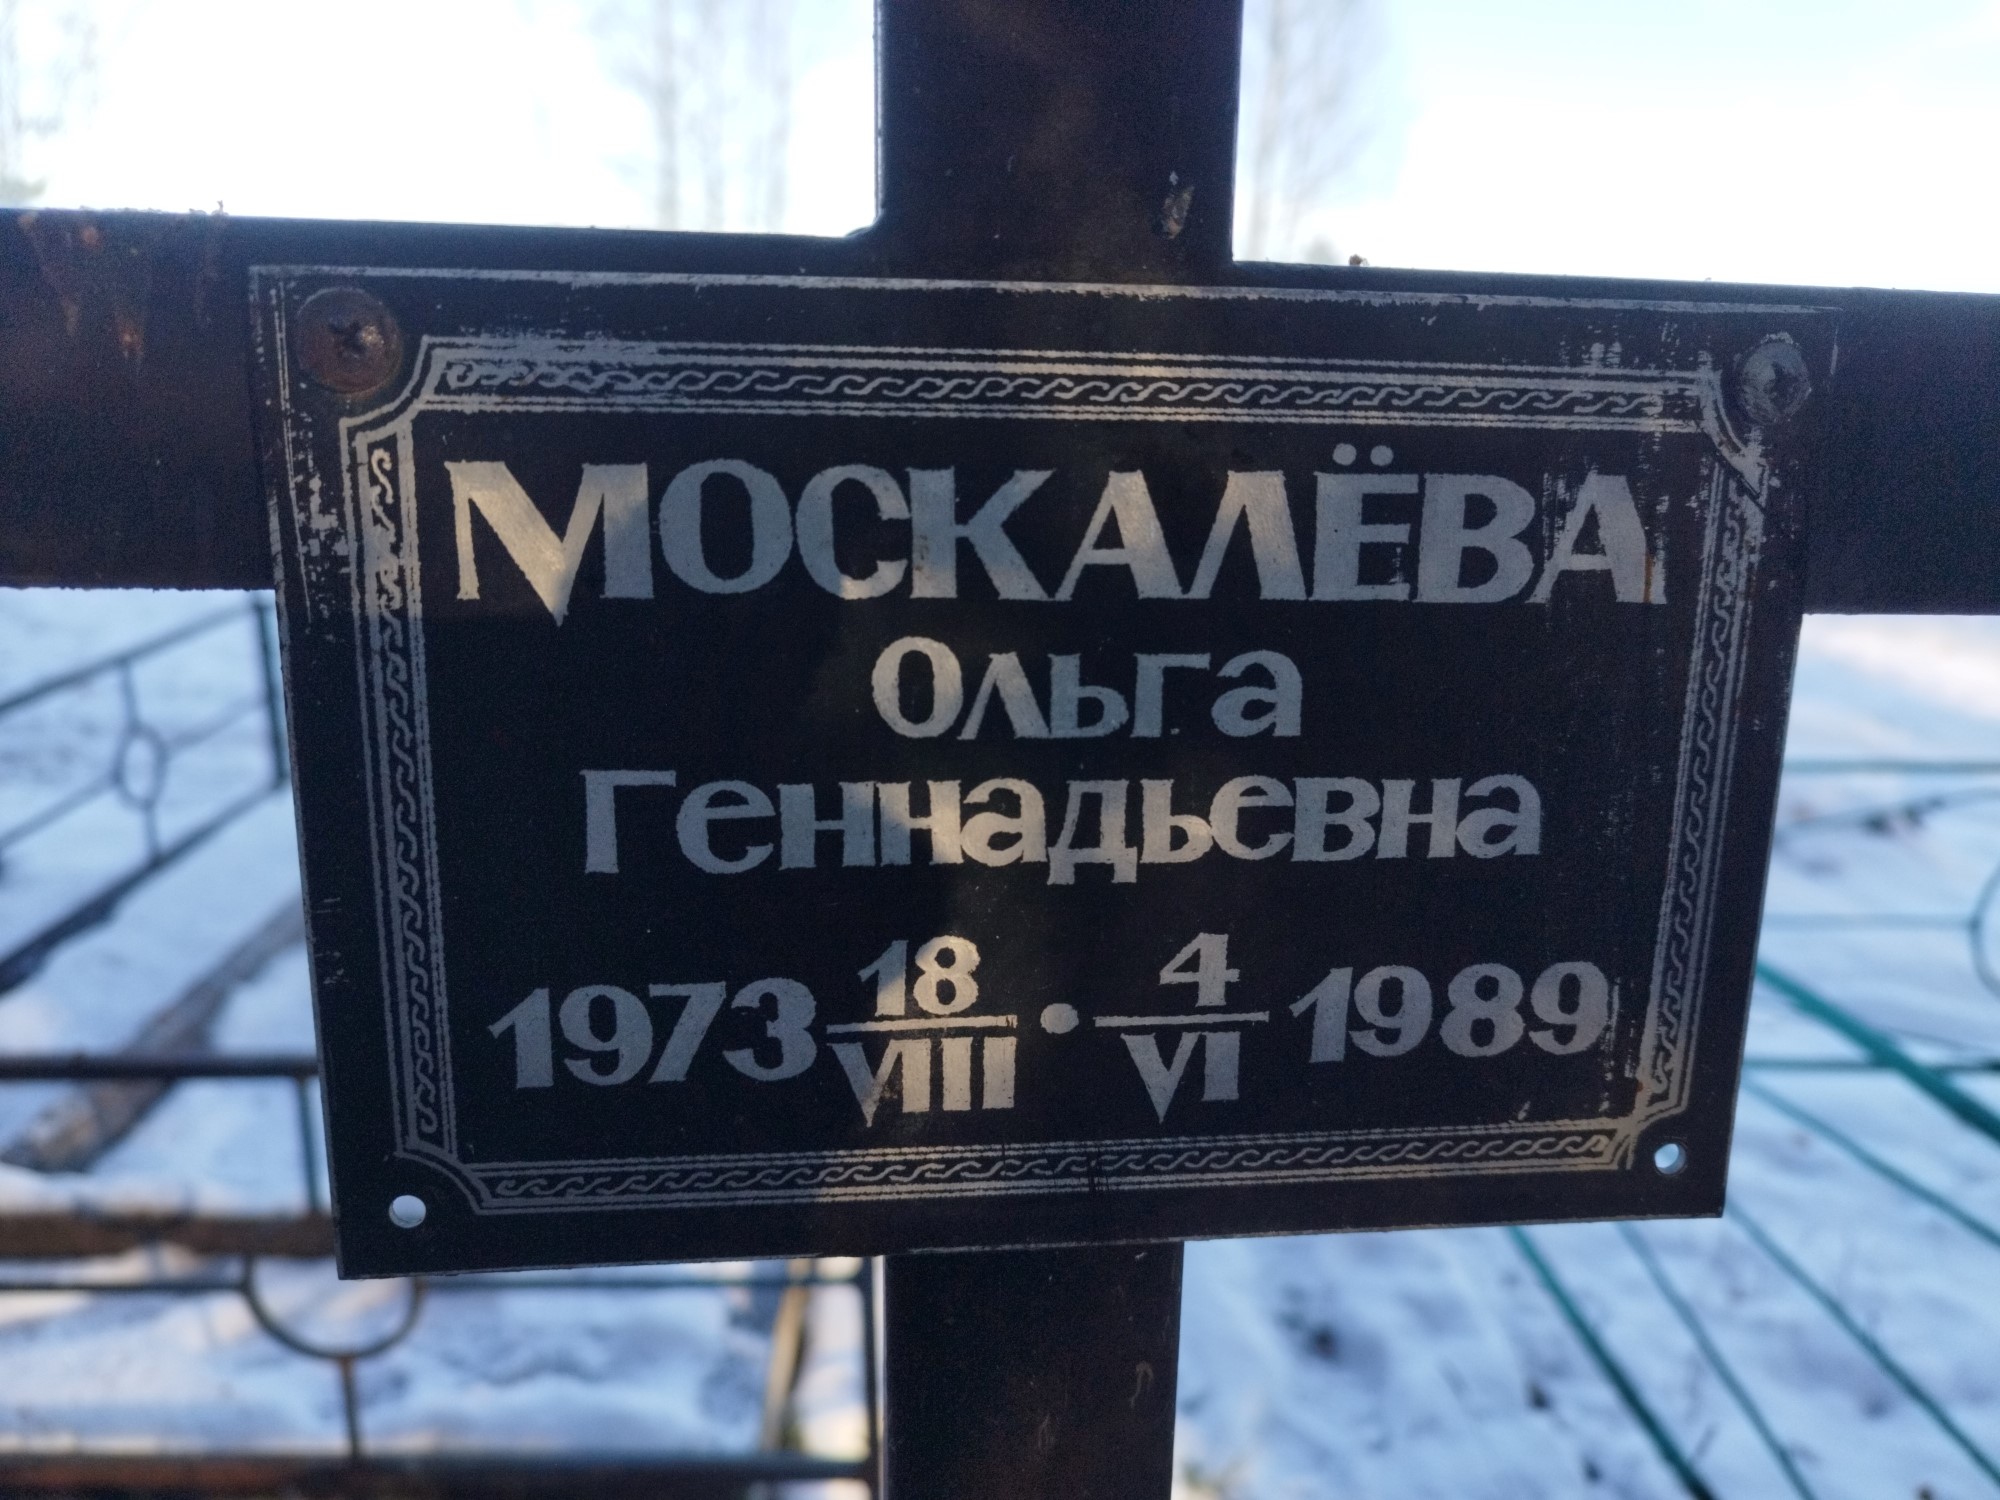 МОСКАЛЁВА
Ольга
Геннадьевна
1973 18/VIII • 4/VI 1989